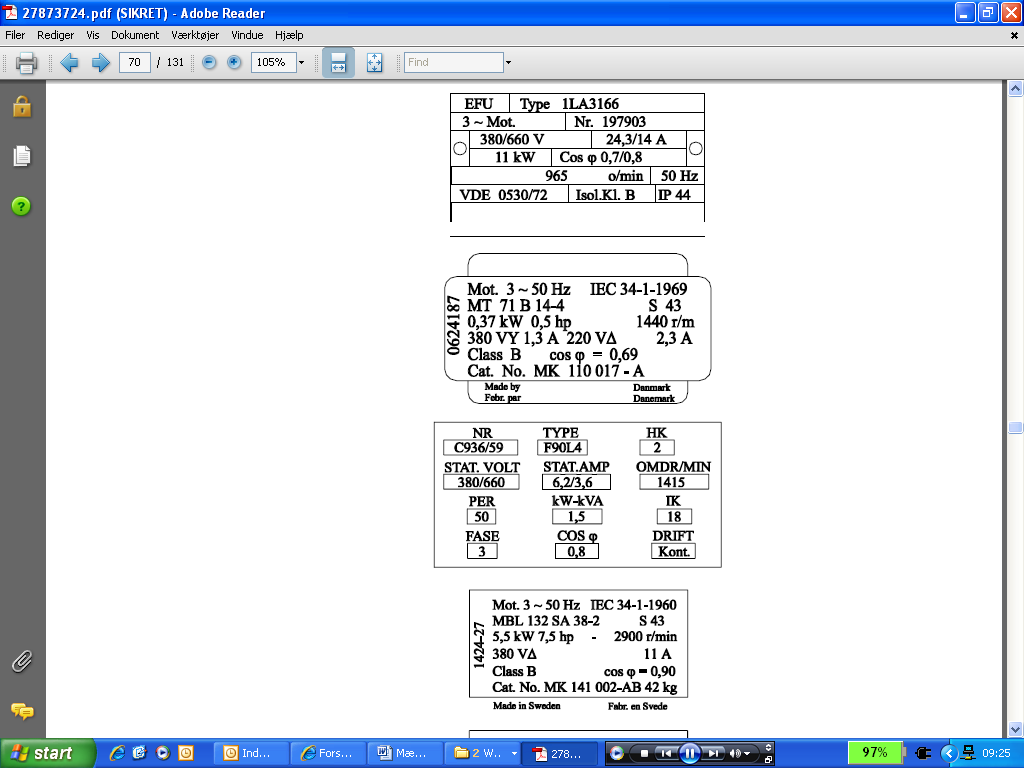 27873724.pdf (SIKRET) - Adobe Reader
Filer Rediger Vis Dokument Værktøjer Vindue Hjælp
70 / 131 105% Find
EFU Type 1LA3166
3 ~ Mot. Nr. 197903
380/660 V 24,3/14 A
11 kW Cos φ 0,7/0,8
965 o/min 50 Hz
VDE 0530/72 Isol.Kl. B IP 44
0624187
Mot. 3 ~ 50 Hz IEC 34-1-1969
MT 71 B 14-4 S 43
0,37 kW 0,5 hp 1440 r/m
380 VY 1,3 A 220 VΔ 2,3 A
Class B cos φ = 0,69
Cat. No. MK 110 017 - A
Made by Danmark
Febr. par Danemark
NR TYPE HK
C936/59 F90L4 2
STAT. VOLT STAT.AMP OMDR/MIN
380/660 6,2/3,6 1415
PER kW-kVA IK
50 1,5 18
FASE COS φ DRIFT
3 0,8 Kont.
1424-27
Mot. 3 ~ 50 Hz IEC 34-1-1960
MBL 132 SA 38-2 S 43
5,5 kW 7,5 hp - 2900 r/min
380 VΔ 11 A
Class B cos φ = 0,90
Cat. No. MK 141 002-AB 42 kg
Made in Sweden Fabr. en Svede
start Ind... Fors... Mæ... 2 W... 278... 97% 09:25